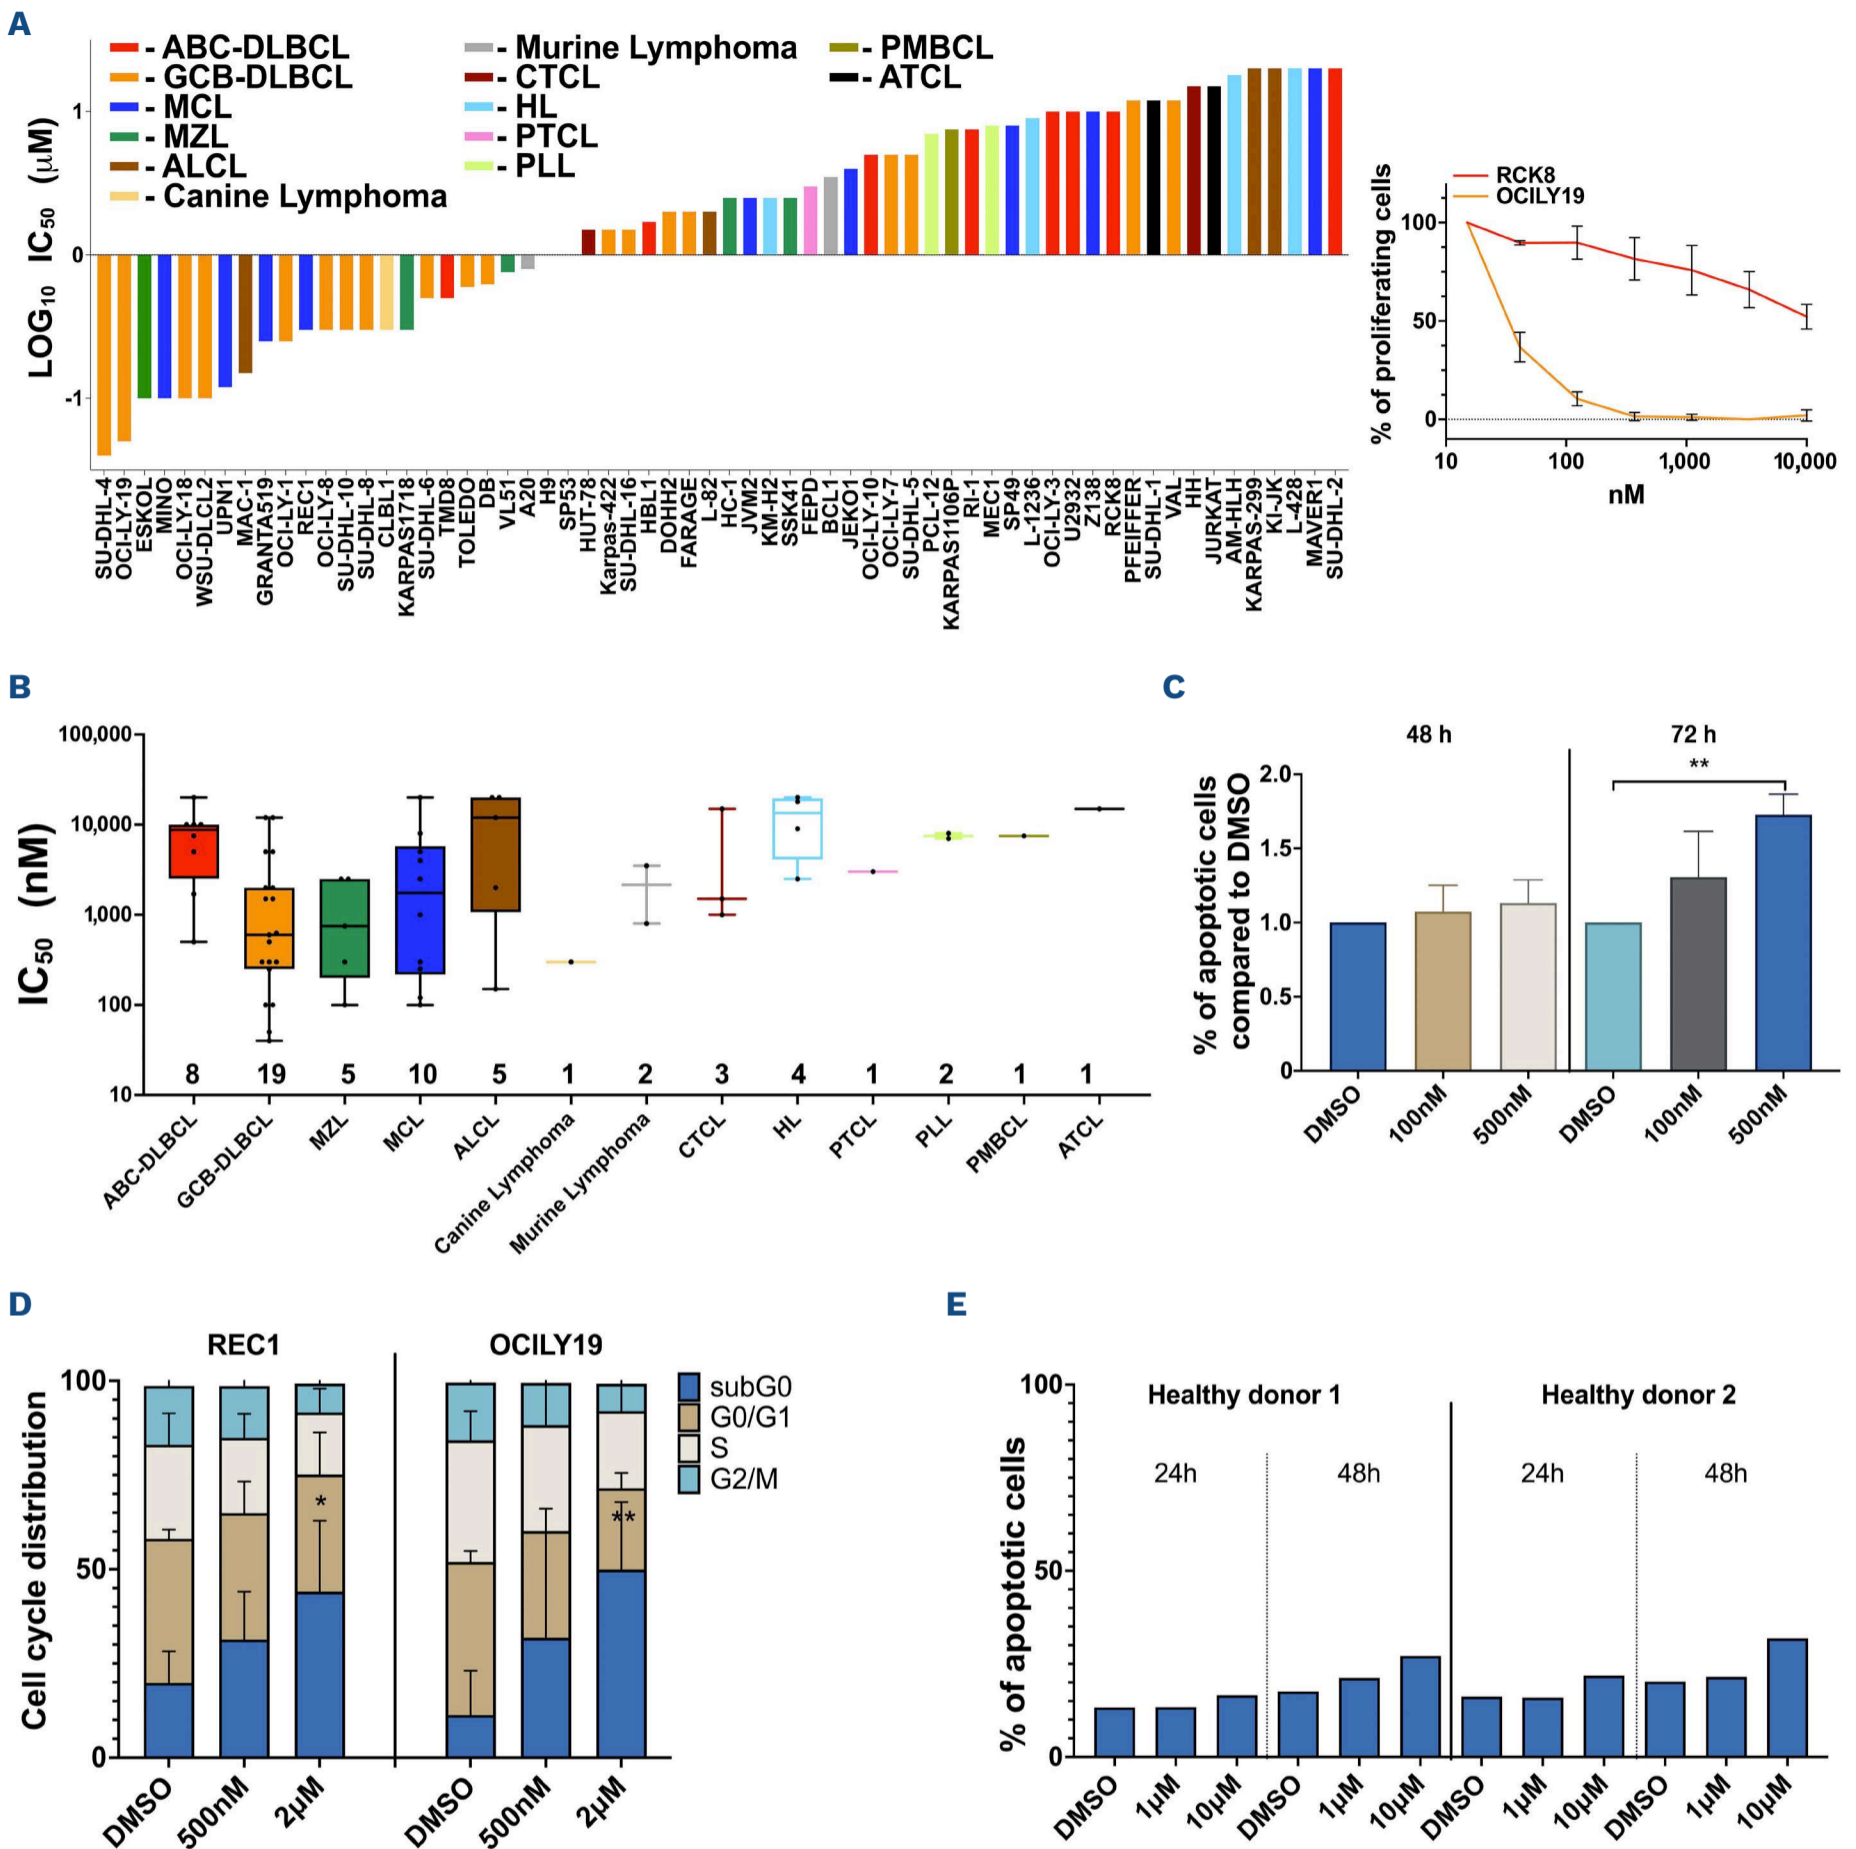 A
- ABC-DLBCL
- GCB-DLBCL
- MCL
- MZL
- ALCL
- Canine Lymphoma
- Murine Lymphoma
- CTCL
- HL
- PTCL
- PLL
- PMBCL
- ATCL
LOG10 IC50 (µM)
1
0
-1
SU-DHL-4
OCI-LY-19
ESKOL
MINO
OCI-LY-18
WSU-DLCL2
UPN1
MAC-1
GRANTA519
OCI-LY-1
REC1
OCI-LY-8
SU-DHL-10
SU-DHL-8
CLBL1
KARPAS1718
SU-DHL-6
TMD8
TOLEDO
DB
VL51
A20
H9
SP53
HUT-78
Karpas-422
SU-DHL-16
HBL1
DOHH2
FARAGE
L-82
HC-1
JVM2
KM-H2
SSK41
FEPD
BCL1
JEKO1
OCI-LY-10
OCI-LY-7
SU-DHL-5
PCL-12
KARPAS1106P
RI-1
MEC1
SP49
L-1236
OCI-LY-3
U2932
Z138
RCK8
PFEIFFER
SU-DHL-1
VAL
HH
JURKAT
AM-HLH
KARPAS-299
KI-JK
L-428
MAVER1
SU-DHL-2
RCK8
OCILY19
% of proliferating cells
100
50
0
10 100 1,000 10,000
nM
B
IC50 (nM)
100,000
10,000
1,000
100
10
8 19 5 10 5 1 2 3 4 1 2 1 1
ABC-DLBCL
GCB-DLBCL
MZL
MCL
ALCL
Canine Lymphoma
Murine Lymphoma
CTCL
HL
PTCL
PLL
PMBCL
ATCL
C
48 h 72 h
**
% of apoptotic cells
compared to DMSO
2.0
1.5
1.0
0.5
0
DMSO
100nM
500nM
DMSO
100nM
500nM
D
REC1 OCILY19
Cell cycle distribution
100
50
0
*
**
subG0
G0/G1
S
G2/M
DMSO
500nM
2µM
DMSO
500nM
2µM
E
% of apoptotic cells
100
50
0
Healthy donor 1 Healthy donor 2
24h 48h 24h 48h
DMSO
1µM
10µM
DMSO
1µM
10µM
DMSO
1µM
10µM
DMSO
1µM
10µM